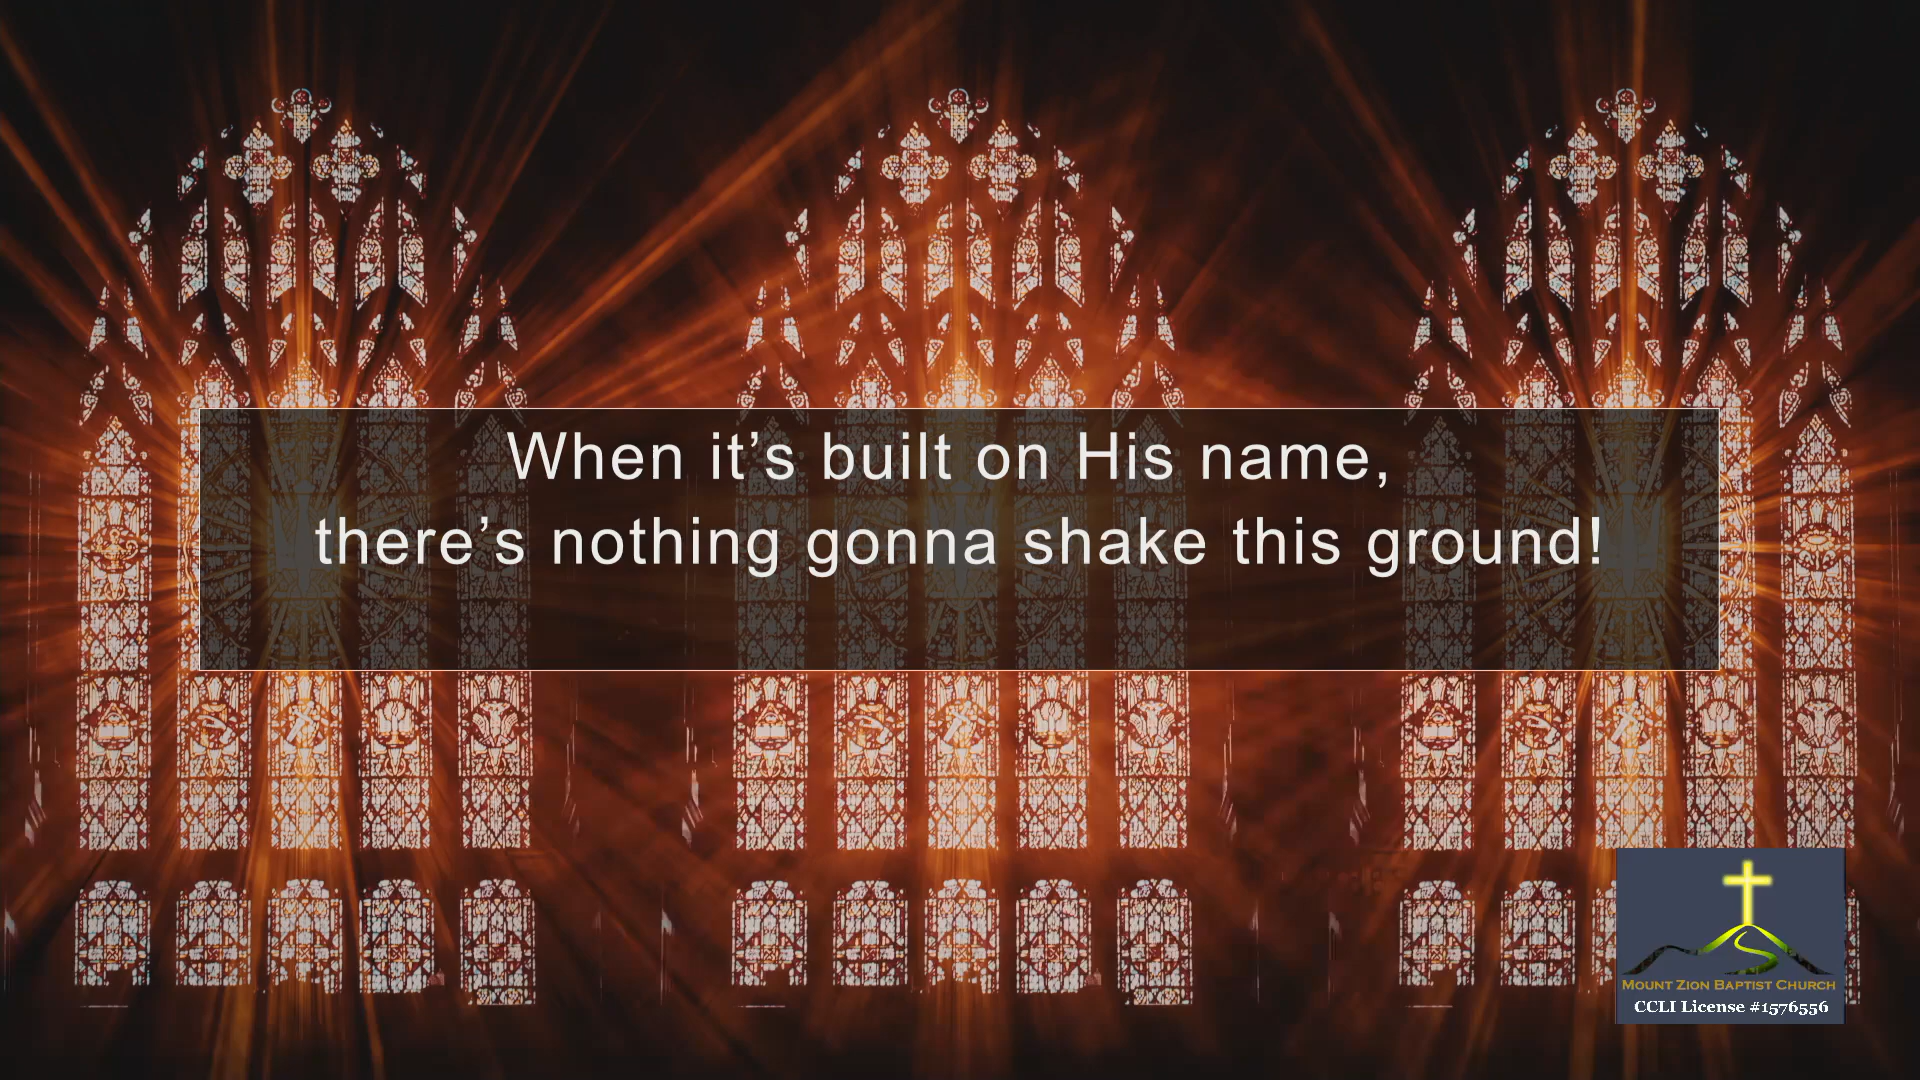 When it’s built on His name,
there’s nothing gonna shake this ground!
Mount Zion Baptist Church
CCLI License #1576556